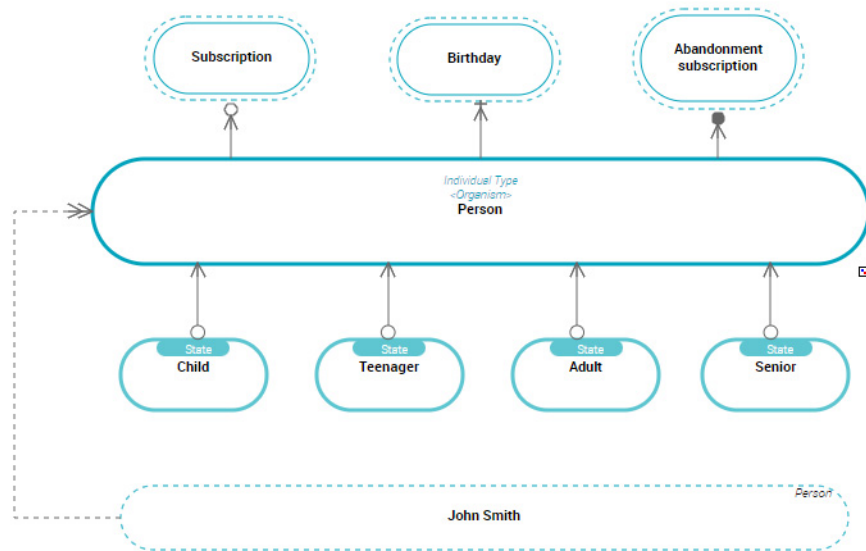 Subscription
Birthday
Abandonment
subscription
Individual Type
<Organism>
Person
State
Child
State
Teenager
State
Adult
State
Senior
Person
John Smith